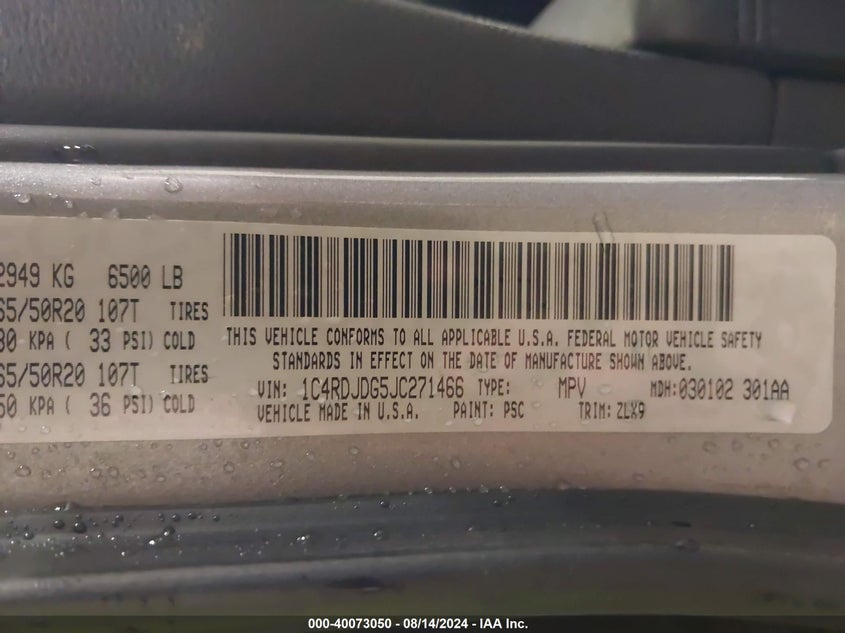 2949 KG 6500 LB
65/50R20 107T TIRES
30 KPA ( 33 PSI) COLD
65/50R20 107T TIRES
50 KPA ( 36 PSI) COLD
THIS VEHICLE CONFORMS TO ALL APPLICABLE U.S.A. FEDERAL MOTOR VEHICLE SAFETY
STANDARDS IN EFFECT ON THE DATE OF MANUFACTURE SHOWN ABOVE.
VIN: 1C4RDJDG5JC271466 TYPE: MPV MDH:030102 301AA
VEHICLE MADE IN U.S.A. PAINT: PSC TRIM: ZLX9
000-40073050 - 08/14/2024 - IAA Inc.